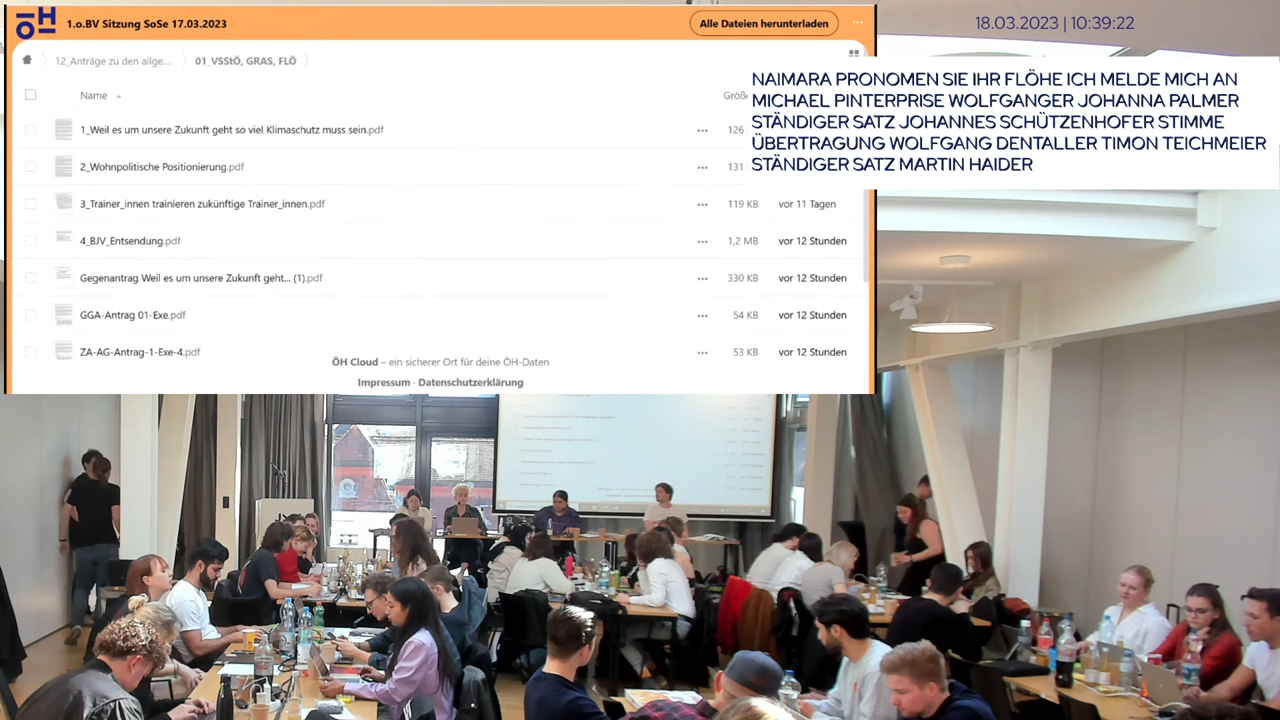 ŌH
1.o.BV Sitzung SoSe 17.03.2023
Alle Dateien herunterladen
18.03.2023 | 10:39:22
12_Anträge zu den allge...
01_VSStÖ, GRAS, FLÖ
Name
Größe
NAIMARA PRONOMEN SIE IHR FLÖHE ICH MELDE MICH AN
MICHAEL PINTERPRISE WOLFGANGER JOHANNA PALMER
STÄNDIGER SATZ JOHANNES SCHÜTZENHOFER STIMME
ÜBERTRAGUNG WOLFGANG DENTALLER TIMON TEICHMEIER
STÄNDIGER SATZ MARTIN HAIDER
1_Weil es um unsere Zukunft geht so viel Klimaschutz muss sein.pdf ••• 126
2_Wohnpolitische Positionierung.pdf ••• 131
3_Trainer_innen trainieren zukünftige Trainer_innen.pdf ••• 119 KB vor 11 Tagen
4_BJV_Entsendung.pdf ••• 1,2 MB vor 12 Stunden
Gegenantrag Weil es um unsere Zukunft geht... (1).pdf ••• 330 KB vor 12 Stunden
GGA-Antrag 01-Exe.pdf ••• 54 KB vor 12 Stunden
ZA-AG-Antrag-1-Exe-4.pdf ••• 53 KB vor 12 Stunden
ÖH Cloud – ein sicherer Ort für deine ÖH-Daten
Impressum · Datenschutzerklärung